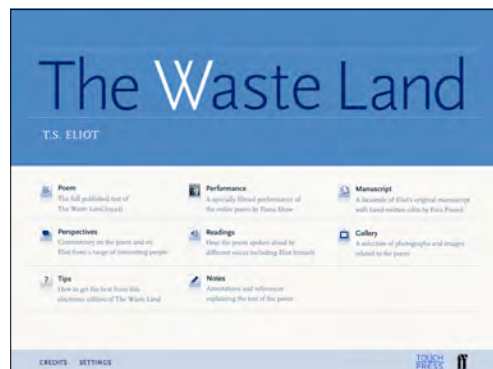 The Waste Land
T.S. ELIOT
Poem
The full published text of
The Waste Land (1922)
Performance
A specially filmed performance of
the entire poem by Fiona Shaw
Manuscript
A facsimile of Eliot's original manuscript
with hand-written edits by Ezra Pound
Perspectives
Commentary on the poem and on
Eliot from a range of interesting people
Readings
Hear the poem spoken aloud by
different voices including Eliot himself
Gallery
A selection of photographs and images
related to the poem
?
Tips
How to get the best from this
electronic edition of The Waste Land
Notes
Annotations and references
explaining the text of the poem
CREDITS SETTINGS
TOUCH
PRESS
ff